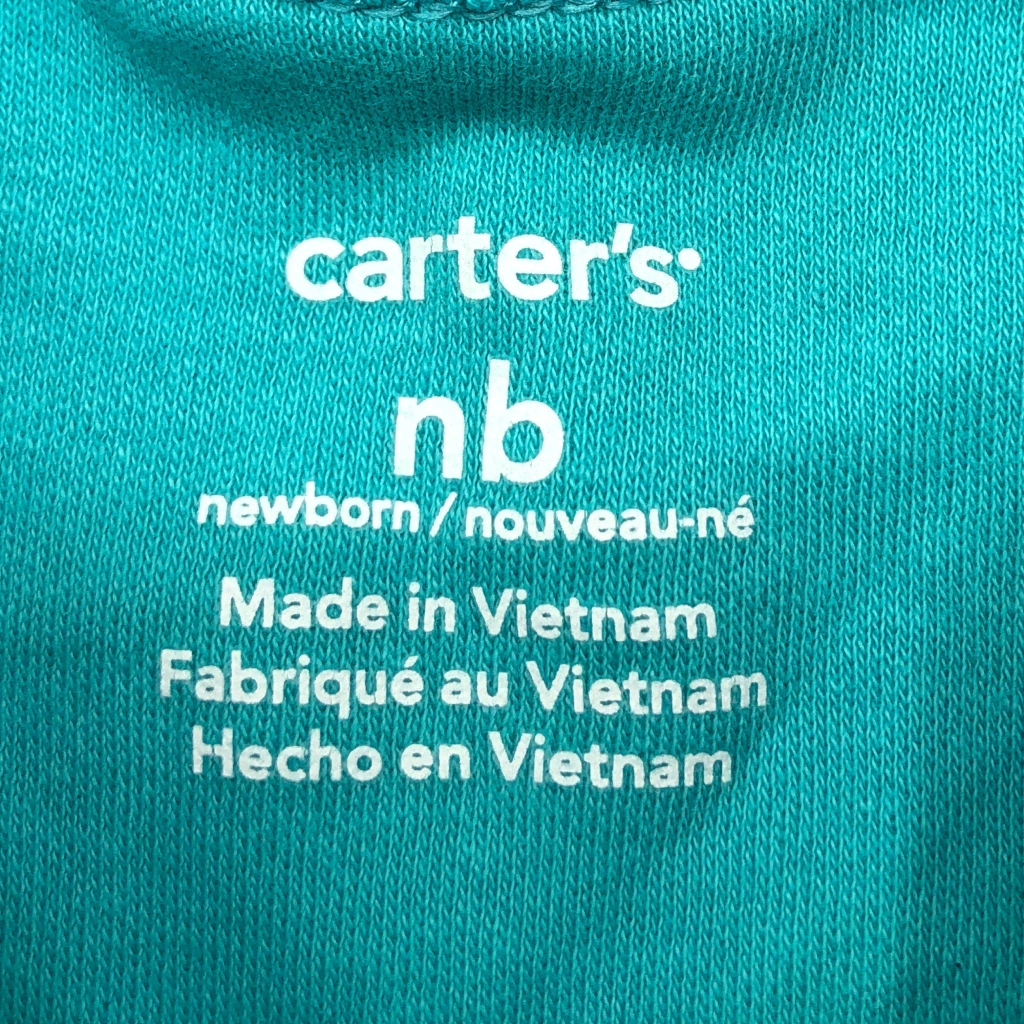 carter's
nb
newborn / nouveau-né
Made in Vietnam
Fabriqué au Vietnam
Hecho en Vietnam